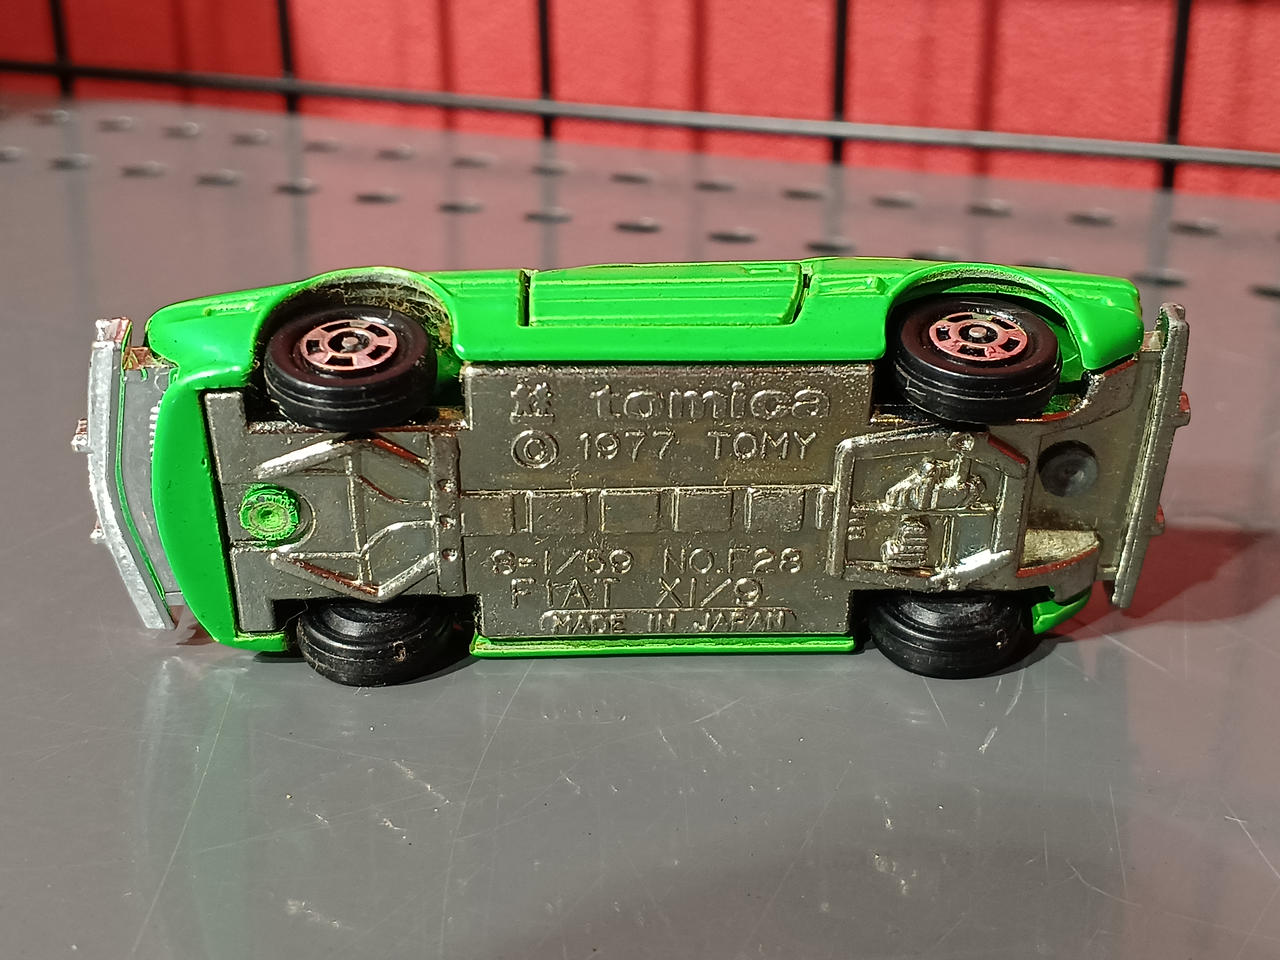 tomica
© 1977 TOMY
S-1/59 NO.F28
FIAT X1/9
MADE IN JAPAN